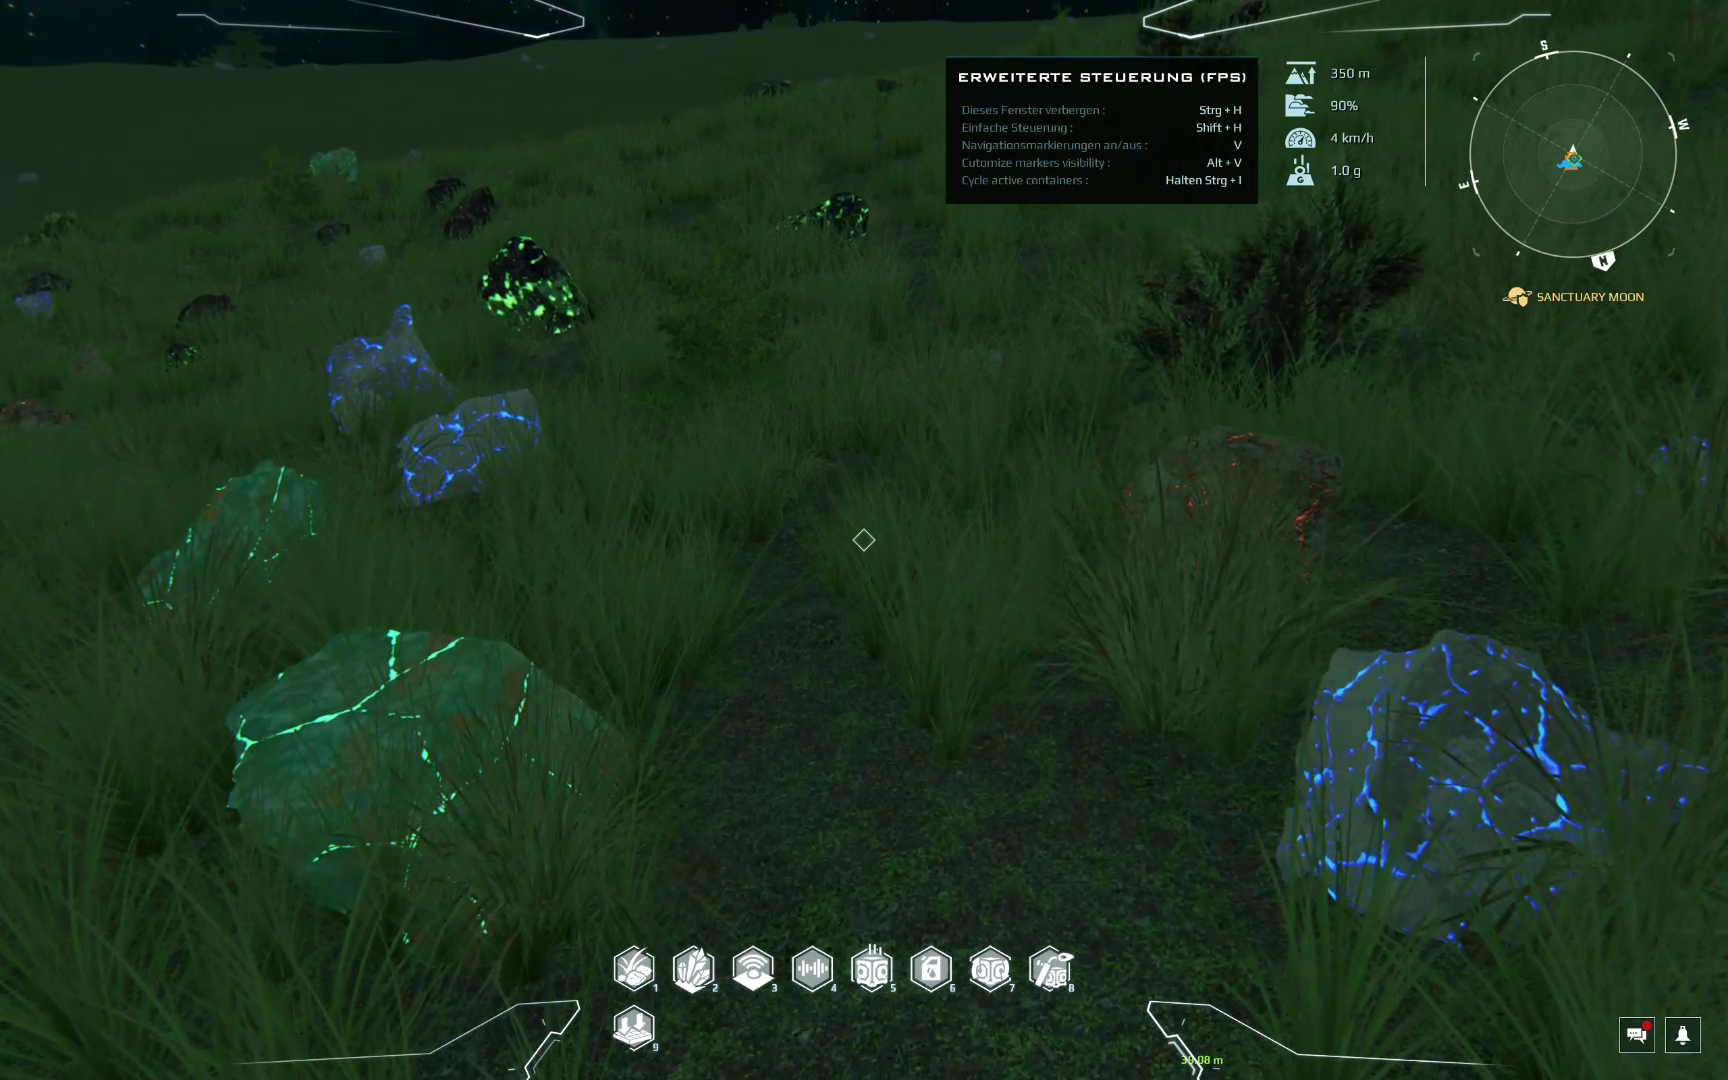 ERWEITERTE STEUERUNG (FPS)
Dieses Fenster verbergen : Strg + H
Einfache Steuerung : Shift + H
Navigationsmarkierungen an/aus : V
Cutomize markers visibility : Alt + V
Cycle active containers : Halten Strg + I
350 m
90%
4 km/h
G 1.0 g
S
W
E
N
SANCTUARY MOON
1 2 3 4 5 6 7 8
9